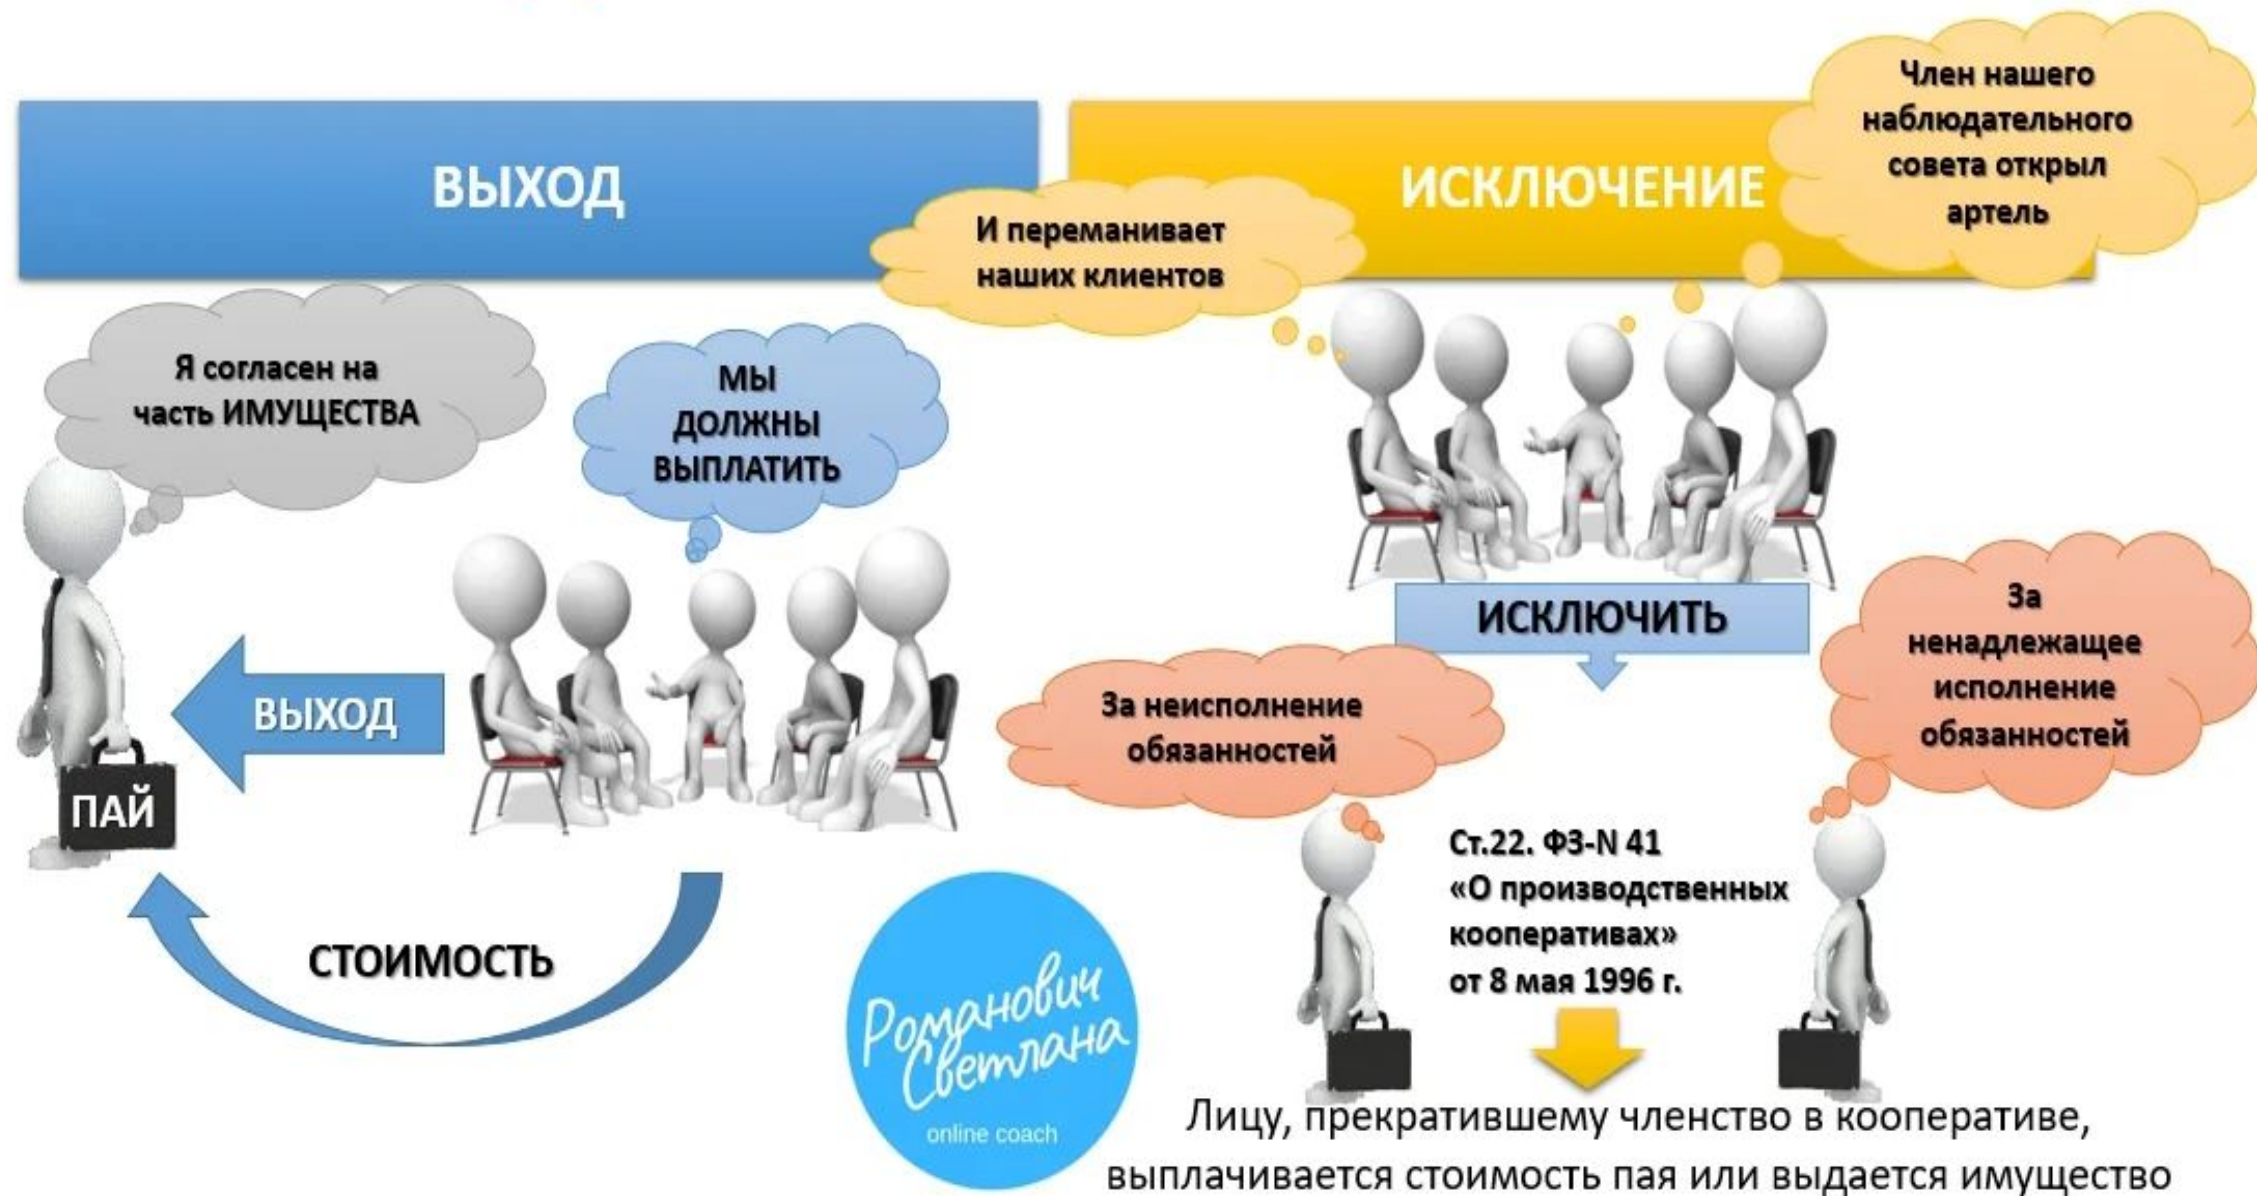 ВЫХОД
ИСКЛЮЧЕНИЕ
Член нашего
наблюдательного
совета открыл
артель
И переманивает
наших клиентов
Я согласен на
часть ИМУЩЕСТВА
МЫ
ДОЛЖНЫ
ВЫПЛАТИТЬ
ВЫХОД
ПАЙ
СТОИМОСТЬ
ИСКЛЮЧИТЬ
За неисполнение
обязанностей
За
ненадлежащее
исполнение
обязанностей
Ст.22. ФЗ-N 41
«О производственных
кооперативах»
от 8 мая 1996 г.
Романович
Светлана
online coach
Лицу, прекратившему членство в кооперативе,
выплачивается стоимость пая или выдается имущество